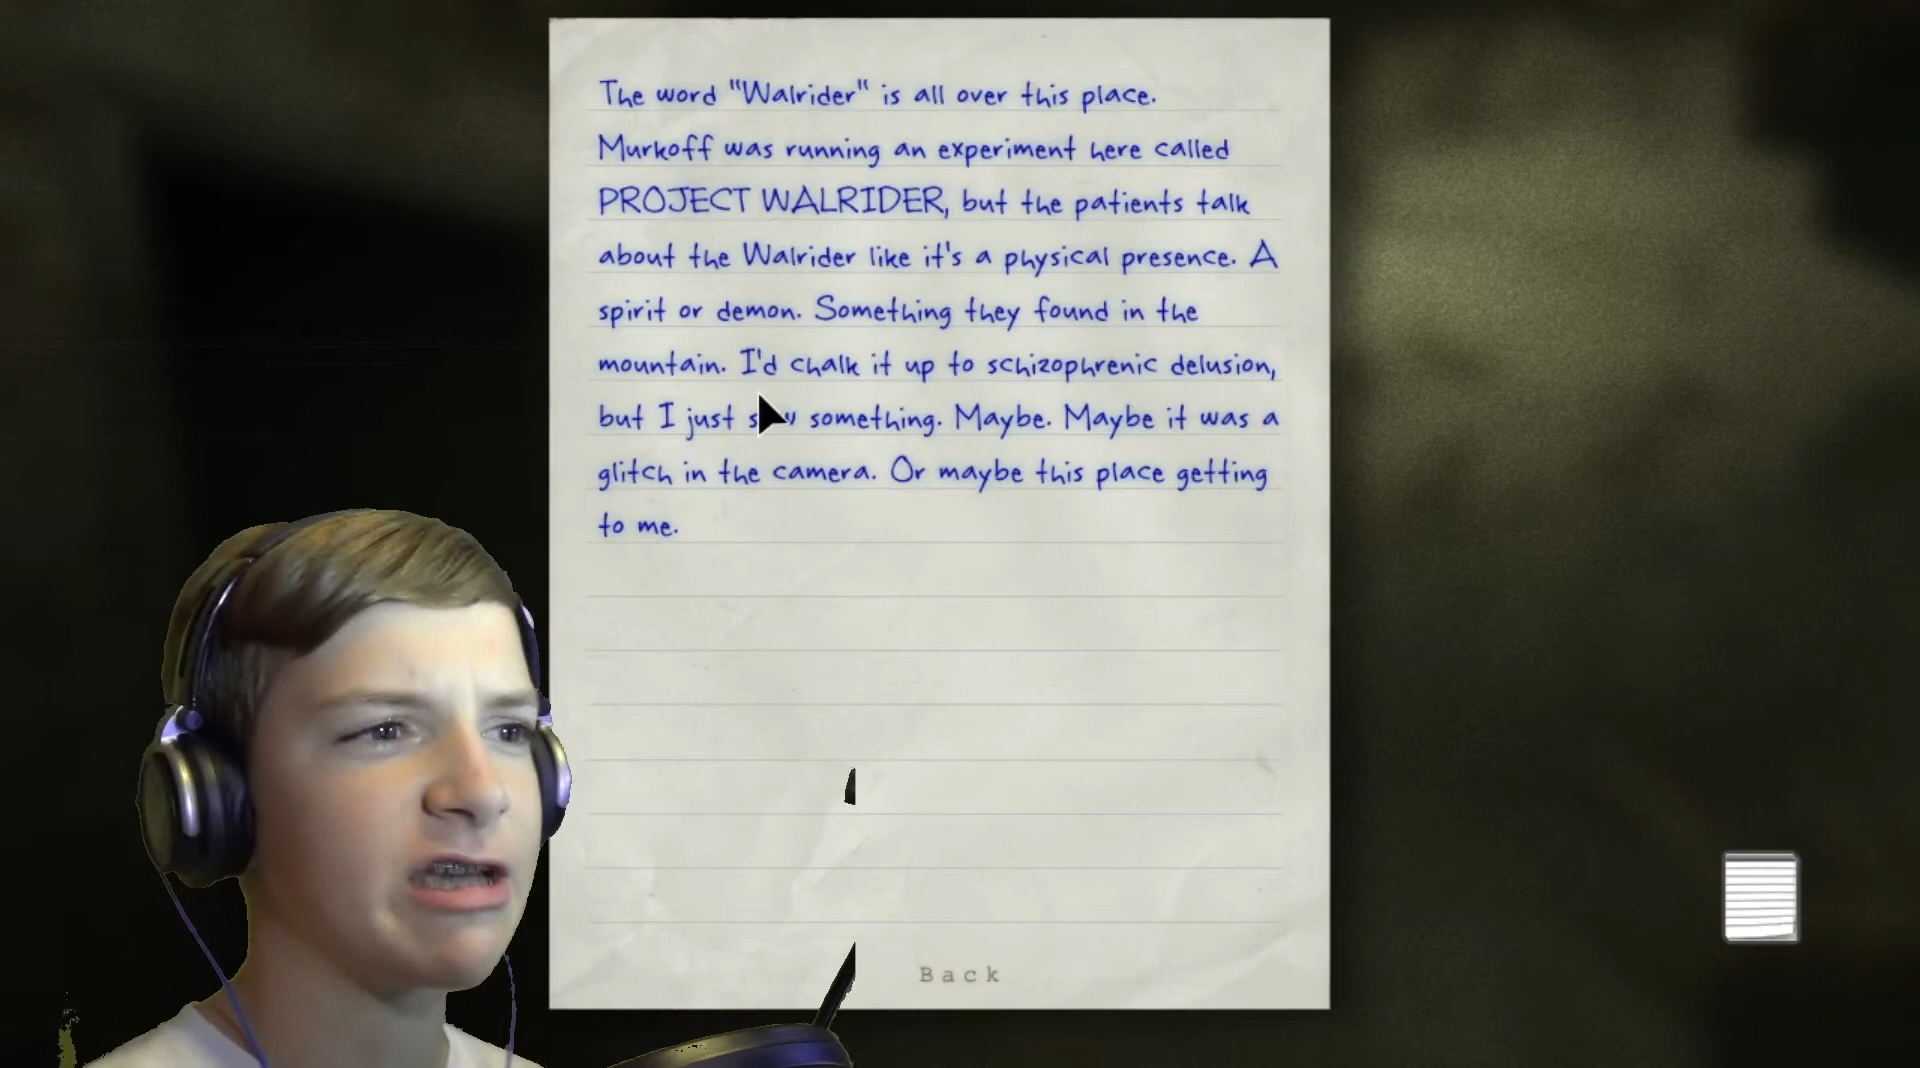 The word "Walrider" is all over this place.
Murkoff was running an experiment here called
PROJECT WALRIDER, but the patients talk
about the Walrider like it's a physical presence. A
spirit or demon. Something they found in the
mountain. I'd chalk it up to schizophrenic delusion,
but I just something. Maybe. Maybe it was a
glitch in the camera. Or maybe this place getting
to me.
Back